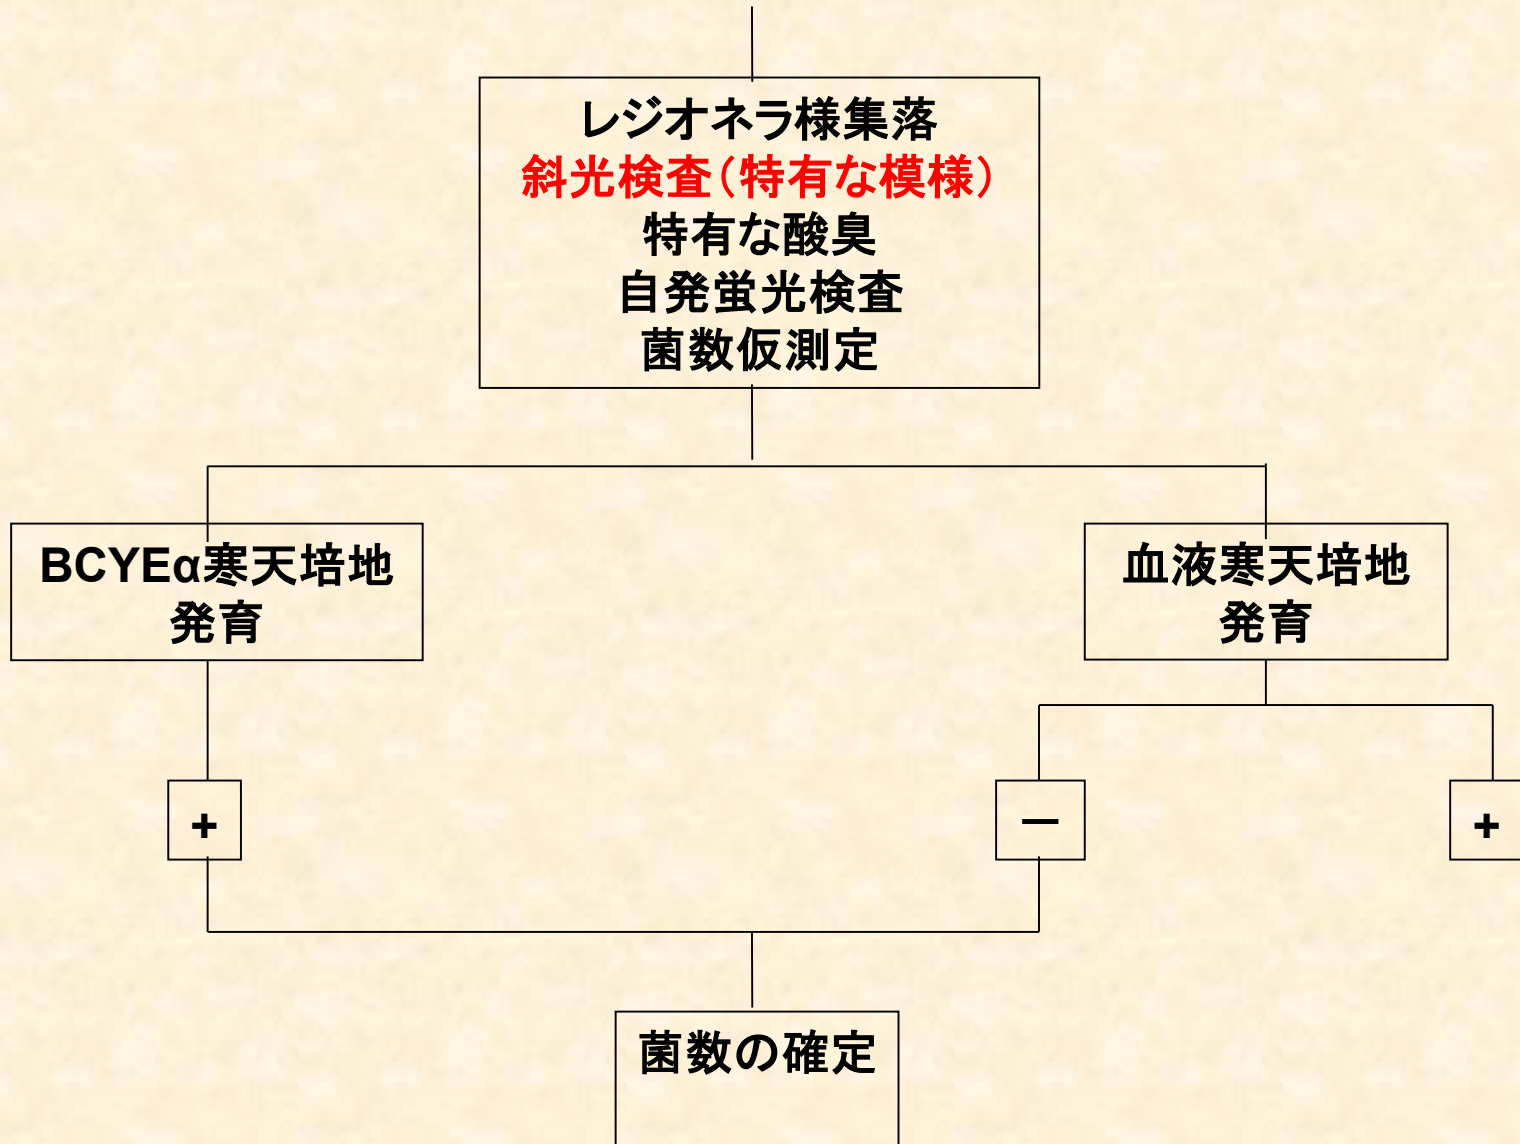 レジオネラ様集落
斜光検査(特有な模様)
特有な酸臭
自発蛍光検査
菌数仮測定
BCYEα寒天培地
発育
血液寒天培地
発育
+
－
+
菌数の確定